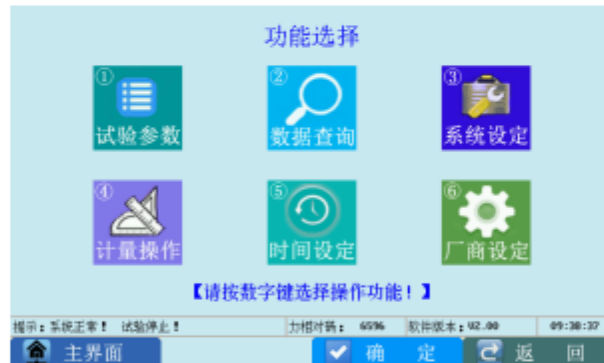 功能选择
① ② ③
试验参数 数据查询 系统设定
④ ⑤ ⑥
计量操作 时间设定 厂商设定
【请按数字键选择操作功能！】
提示：系统正常！ 试验停止！ 力相对码： 6596 软件版本：V2.00 09:38:37
主界面 确 定 返 回